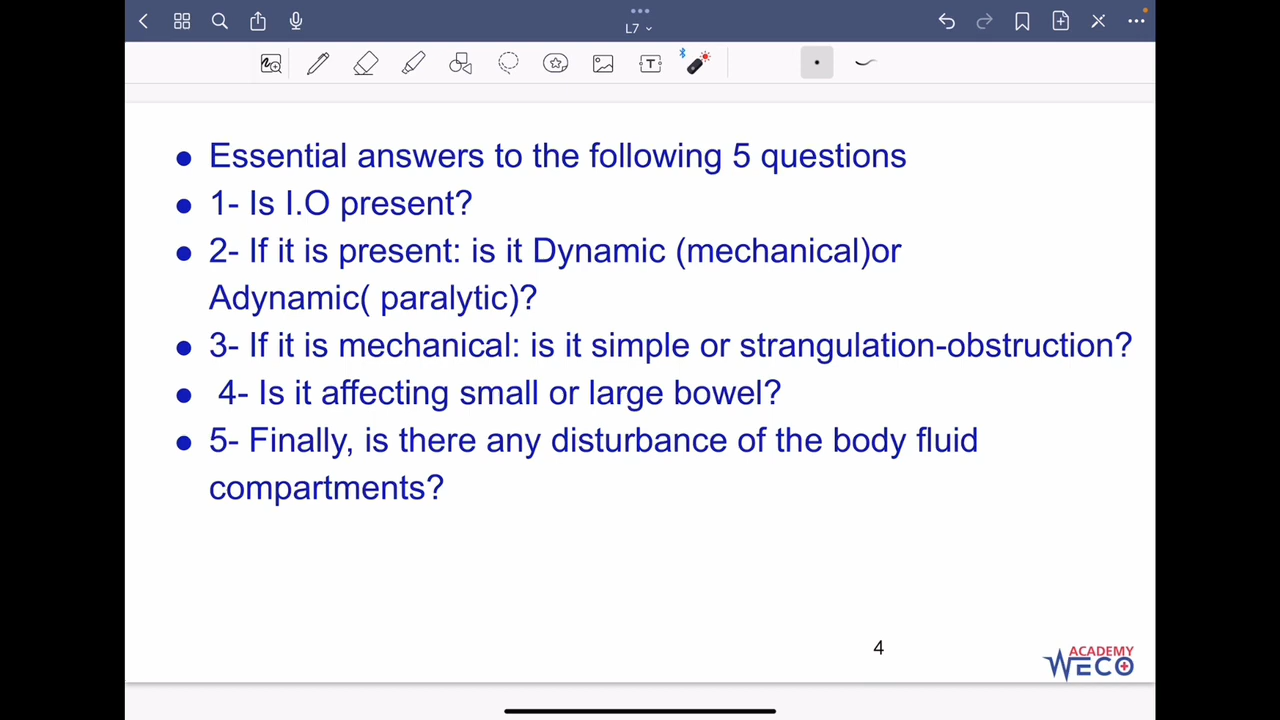 L7
T
● Essential answers to the following 5 questions
● 1- Is I.O present?
● 2- If it is present: is it Dynamic (mechanical)or
Adynamic( paralytic)?
● 3- If it is mechanical: is it simple or strangulation-obstruction?
● 4- Is it affecting small or large bowel?
● 5- Finally, is there any disturbance of the body fluid
compartments?
4
ACADEMY
WECO